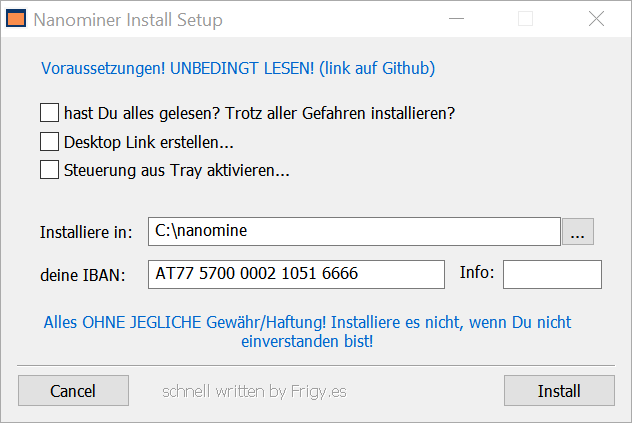 Nanominer Install Setup
Voraussetzungen! UNBEDINGT LESEN! (link auf Github)
hast Du alles gelesen? Trotz aller Gefahren installieren?
Desktop Link erstellen...
Steuerung aus Tray aktivieren...
Installiere in: C:\nanomine ...
deine IBAN: AT77 5700 0002 1051 6666 Info:
Alles OHNE JEGLICHE Gewähr/Haftung! Installiere es nicht, wenn Du nicht
einverstanden bist!
Cancel schnell written by Frigy.es Install